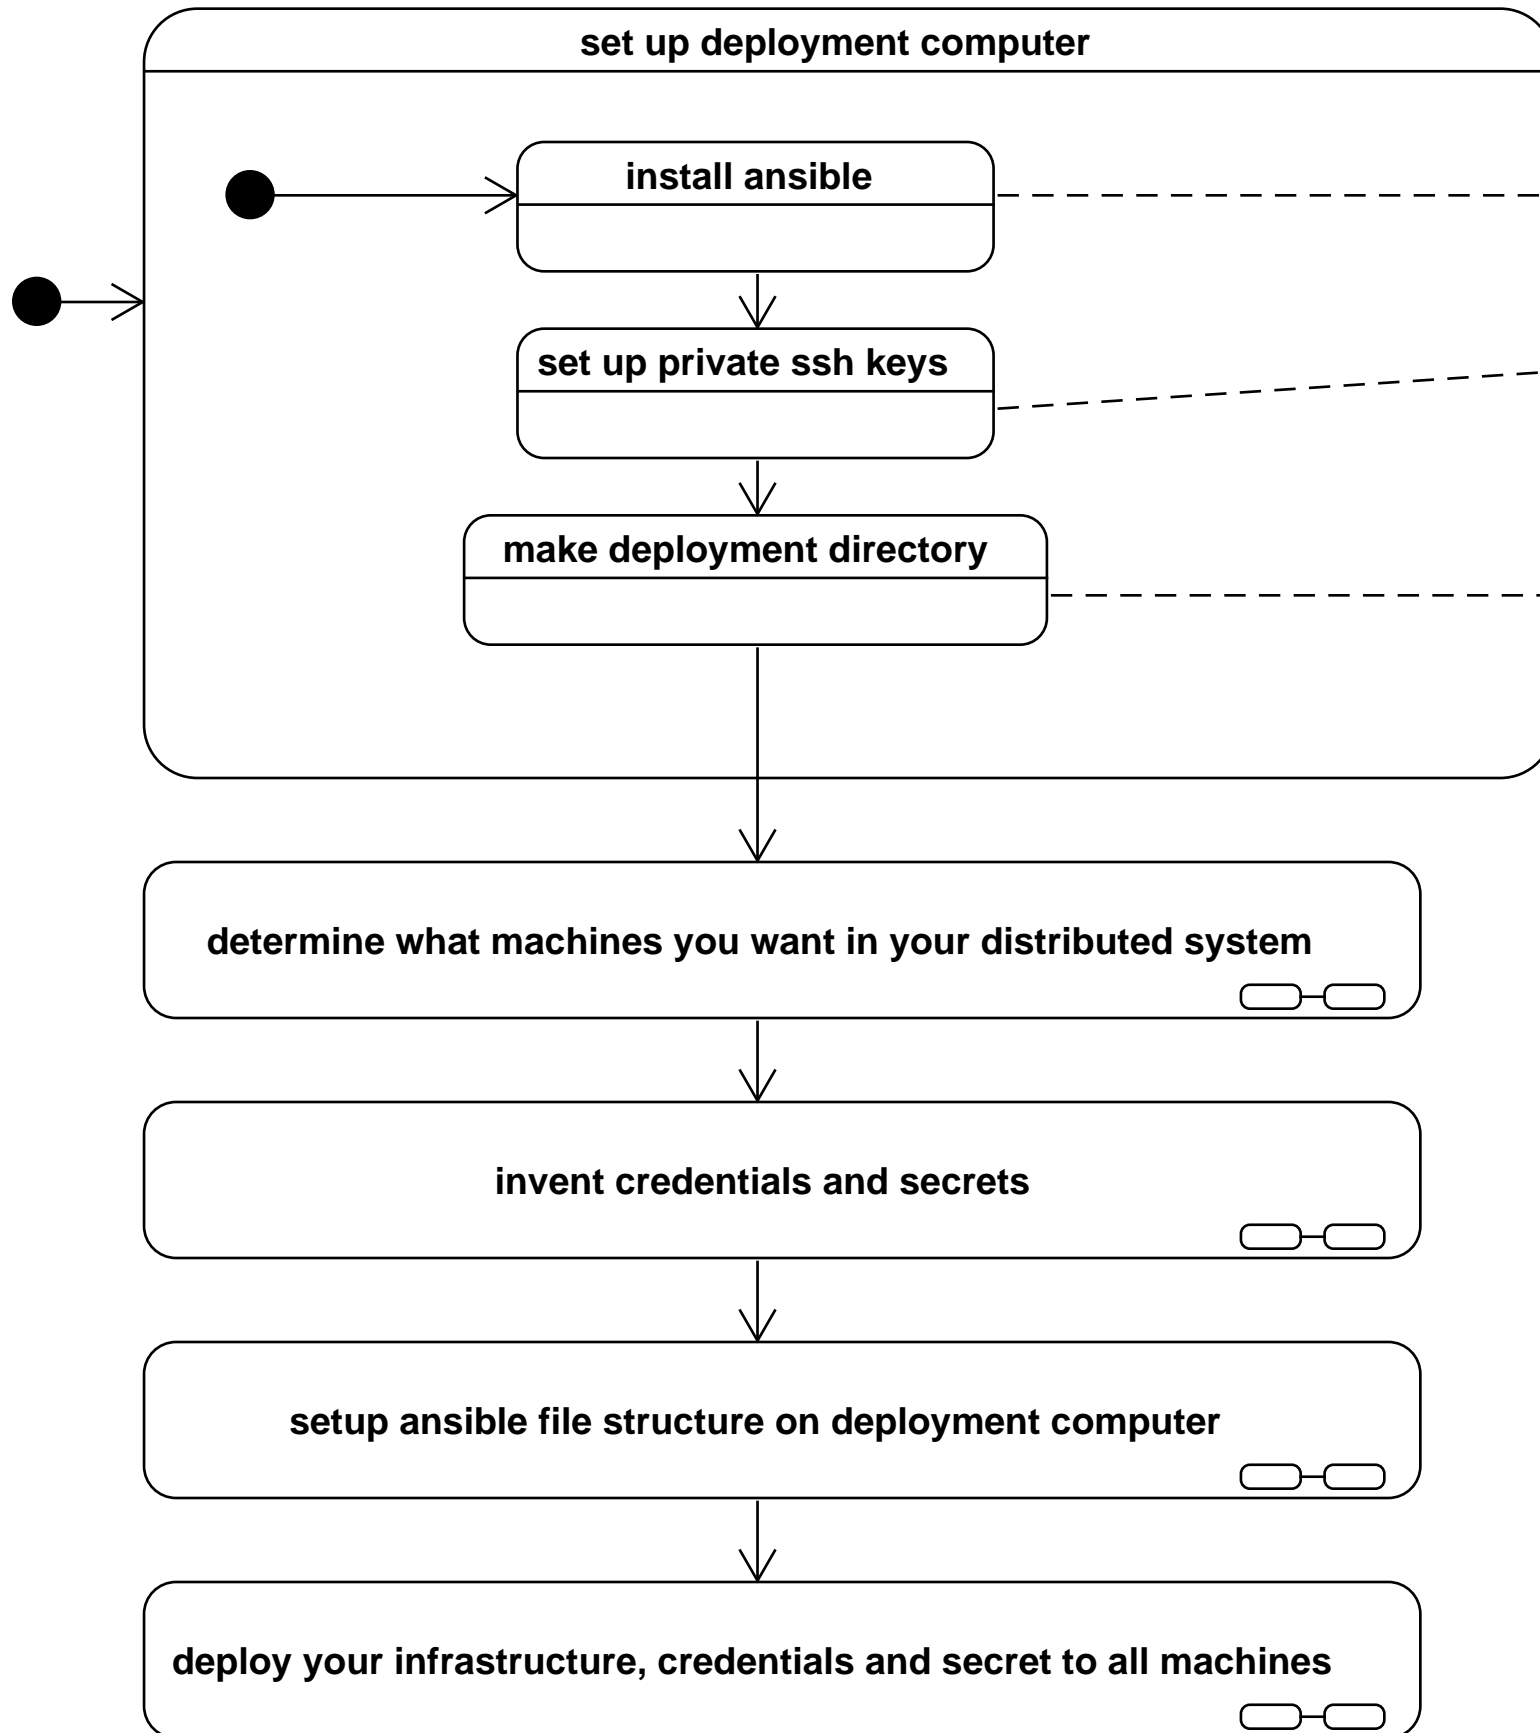 set up deployment computer
install ansible
set up private ssh keys
make deployment directory
determine what machines you want in your distributed system
invent credentials and secrets
setup ansible file structure on deployment computer
deploy your infrastructure, credentials and secret to all machines